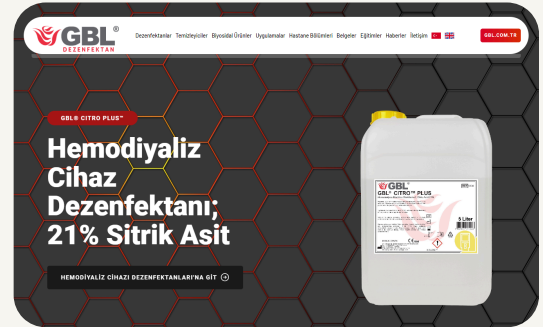 GBL®
DEZENFEKTAN
Dezenfektanlar Temizleyiciler Biyosidal Ürünler Uygulamalar Hastane Bölümleri Belgeler Eğitimler Haberler İletişim
GBL.COM.TR
GBL® CITRO PLUS™
Hemodiyaliz
Cihaz
Dezenfektanı;
21% Sitrik Asit
HEMODİYALİZ CİHAZI DEZENFEKTANLARI'NA GİT
GBL®
GBL® CITRO™ PLUS
5 Liter